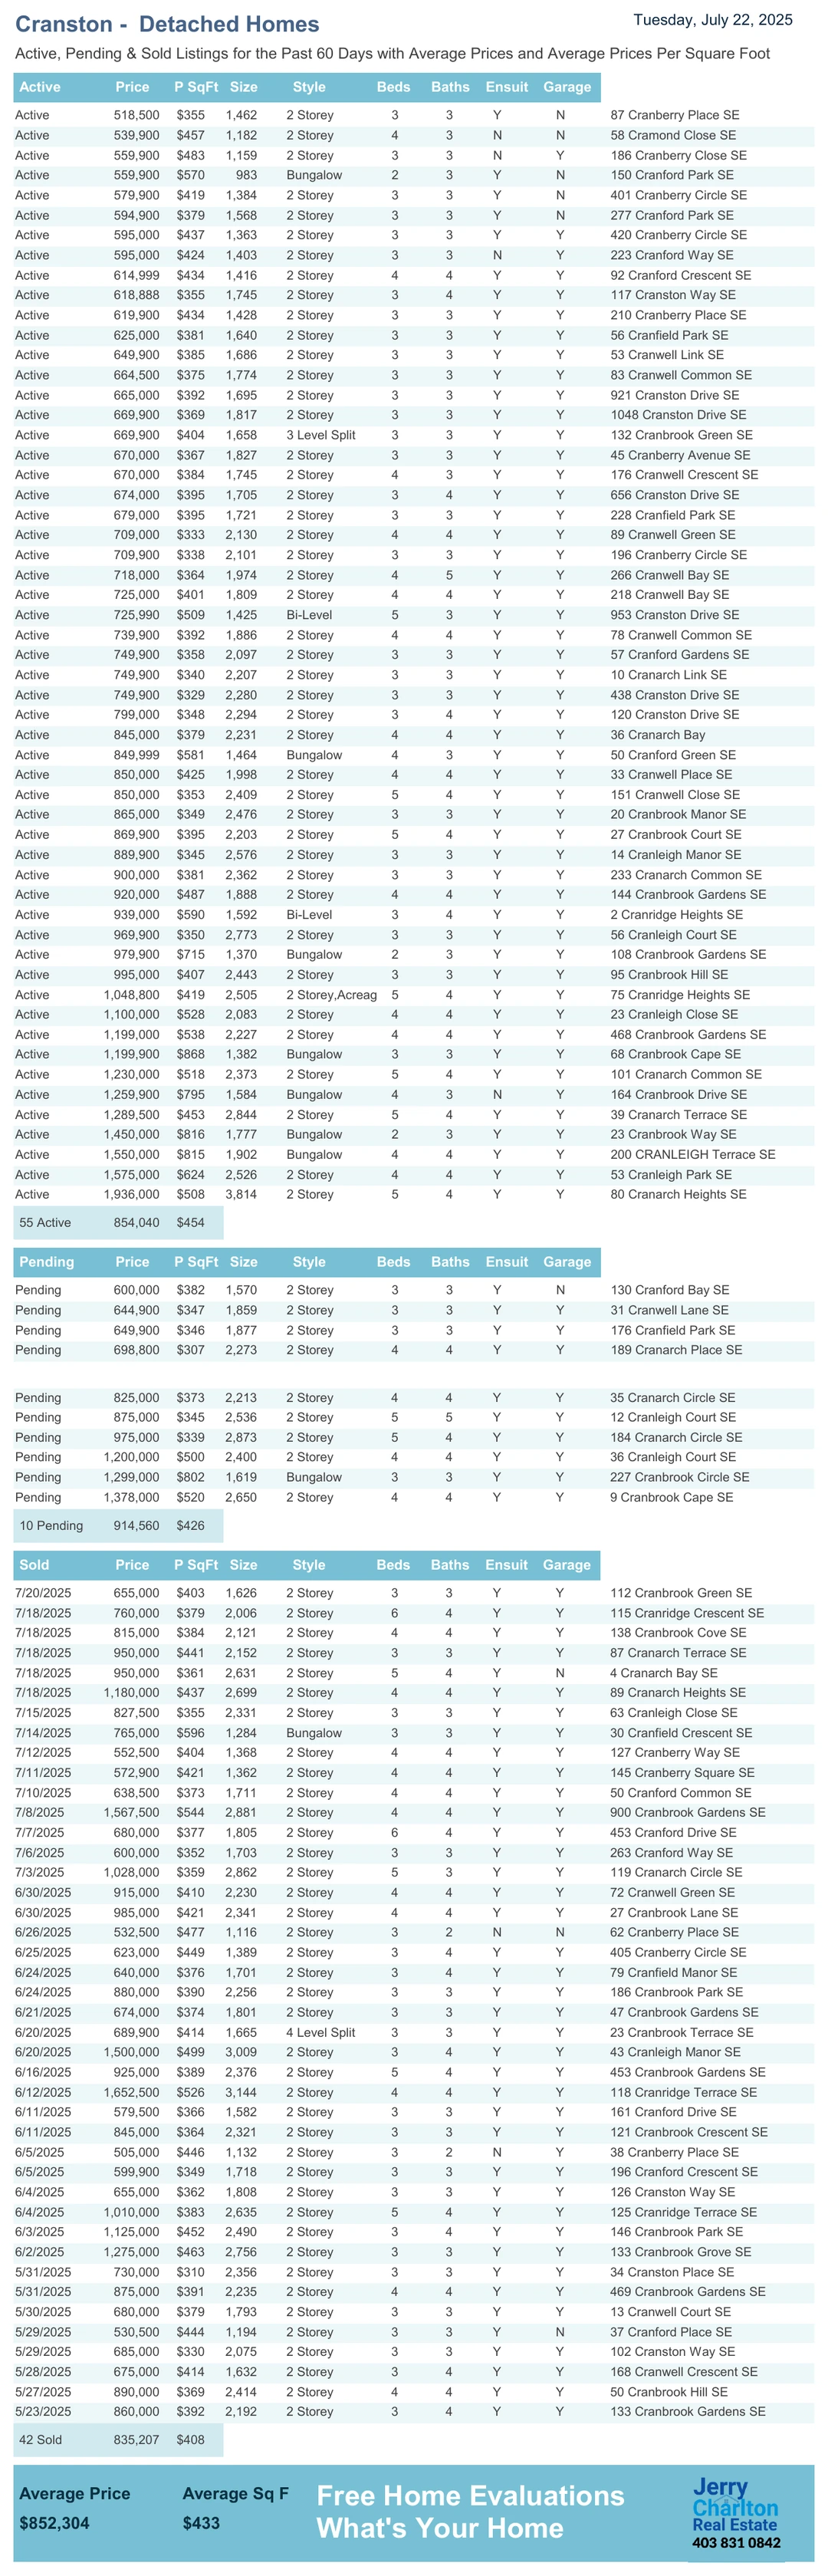 Cranston - Detached Homes
Tuesday, July 22, 2025
Active, Pending & Sold Listings for the Past 60 Days with Average Prices and Average Prices Per Square Foot
Active Price P SqFt Size Style Beds Baths Ensuit Garage
Active 518,500 $355 1,462 2 Storey 3 3 Y N 87 Cranberry Place SE
Active 539,900 $457 1,182 2 Storey 4 3 N N 58 Cramond Close SE
Active 559,900 $483 1,159 2 Storey 3 3 N Y 186 Cranberry Close SE
Active 559,900 $570 983 Bungalow 2 3 Y N 150 Cranford Park SE
Active 579,900 $419 1,384 2 Storey 3 3 Y N 401 Cranberry Circle SE
Active 594,900 $379 1,568 2 Storey 3 3 Y N 277 Cranford Park SE
Active 595,000 $437 1,363 2 Storey 3 3 Y Y 420 Cranberry Circle SE
Active 595,000 $424 1,403 2 Storey 3 3 N Y 223 Cranford Way SE
Active 614,999 $434 1,416 2 Storey 4 4 Y Y 92 Cranford Crescent SE
Active 618,888 $355 1,745 2 Storey 3 4 Y Y 117 Cranston Way SE
Active 619,900 $434 1,428 2 Storey 3 3 Y Y 210 Cranberry Place SE
Active 625,000 $381 1,640 2 Storey 3 3 Y Y 56 Cranfield Park SE
Active 649,900 $385 1,686 2 Storey 3 3 Y Y 53 Cranwell Link SE
Active 664,500 $375 1,774 2 Storey 3 3 Y Y 83 Cranwell Common SE
Active 665,000 $392 1,695 2 Storey 3 3 Y Y 921 Cranston Drive SE
Active 669,900 $369 1,817 2 Storey 3 3 Y Y 1048 Cranston Drive SE
Active 669,900 $404 1,658 3 Level Split 3 3 Y Y 132 Cranbrook Green SE
Active 670,000 $367 1,827 2 Storey 3 3 Y Y 45 Cranberry Avenue SE
Active 670,000 $384 1,745 2 Storey 4 3 Y Y 176 Cranwell Crescent SE
Active 674,000 $395 1,705 2 Storey 3 4 Y Y 656 Cranston Drive SE
Active 679,000 $395 1,721 2 Storey 3 3 Y Y 228 Cranfield Park SE
Active 709,000 $333 2,130 2 Storey 4 4 Y Y 89 Cranwell Green SE
Active 709,900 $338 2,101 2 Storey 3 3 Y Y 196 Cranberry Circle SE
Active 718,000 $364 1,974 2 Storey 4 5 Y Y 266 Cranwell Bay SE
Active 725,000 $401 1,809 2 Storey 4 4 Y Y 218 Cranwell Bay SE
Active 725,990 $509 1,425 Bi-Level 5 3 Y Y 953 Cranston Drive SE
Active 739,900 $392 1,886 2 Storey 4 4 Y Y 78 Cranwell Common SE
Active 749,900 $358 2,097 2 Storey 3 3 Y Y 57 Cranford Gardens SE
Active 749,900 $340 2,207 2 Storey 3 3 Y Y 10 Cranarch Link SE
Active 749,900 $329 2,280 2 Storey 3 3 Y Y 438 Cranston Drive SE
Active 799,000 $348 2,294 2 Storey 3 4 Y Y 120 Cranston Drive SE
Active 845,000 $379 2,231 2 Storey 4 4 Y Y 36 Cranarch Bay
Active 849,999 $581 1,464 Bungalow 4 3 Y Y 50 Cranford Green SE
Active 850,000 $425 1,998 2 Storey 4 4 Y Y 33 Cranwell Place SE
Active 850,000 $353 2,409 2 Storey 5 4 Y Y 151 Cranwell Close SE
Active 865,000 $349 2,476 2 Storey 3 3 Y Y 20 Cranbrook Manor SE
Active 869,900 $395 2,203 2 Storey 5 4 Y Y 27 Cranbrook Court SE
Active 889,900 $345 2,576 2 Storey 3 3 Y Y 14 Cranleigh Manor SE
Active 900,000 $381 2,362 2 Storey 3 3 Y Y 233 Cranarch Common SE
Active 920,000 $487 1,888 2 Storey 4 4 Y Y 144 Cranbrook Gardens SE
Active 939,000 $590 1,592 Bi-Level 3 4 Y Y 2 Cranridge Heights SE
Active 969,900 $350 2,773 2 Storey 3 3 Y Y 56 Cranleigh Court SE
Active 979,900 $715 1,370 Bungalow 2 3 Y Y 108 Cranbrook Gardens SE
Active 995,000 $407 2,443 2 Storey 3 3 Y Y 95 Cranbrook Hill SE
Active 1,048,800 $419 2,505 2 Storey,Acreag 5 4 Y Y 75 Cranridge Heights SE
Active 1,100,000 $528 2,083 2 Storey 4 4 Y Y 23 Cranleigh Close SE
Active 1,199,000 $538 2,227 2 Storey 4 4 Y Y 468 Cranbrook Gardens SE
Active 1,199,900 $868 1,382 Bungalow 3 3 Y Y 68 Cranbrook Cape SE
Active 1,230,000 $518 2,373 2 Storey 5 4 Y Y 101 Cranarch Common SE
Active 1,259,900 $795 1,584 Bungalow 4 3 N Y 164 Cranbrook Drive SE
Active 1,289,500 $453 2,844 2 Storey 5 4 Y Y 39 Cranarch Terrace SE
Active 1,450,000 $816 1,777 Bungalow 2 3 Y Y 23 Cranbrook Way SE
Active 1,550,000 $815 1,902 Bungalow 4 4 Y Y 200 CRANLEIGH Terrace SE
Active 1,575,000 $624 2,526 2 Storey 4 4 Y Y 53 Cranleigh Park SE
Active 1,936,000 $508 3,814 2 Storey 5 4 Y Y 80 Cranarch Heights SE
55 Active 854,040 $454
Pending Price P SqFt Size Style Beds Baths Ensuit Garage
Pending 600,000 $382 1,570 2 Storey 3 3 Y N 130 Cranford Bay SE
Pending 644,900 $347 1,859 2 Storey 3 3 Y Y 31 Cranwell Lane SE
Pending 649,900 $346 1,877 2 Storey 3 3 Y Y 176 Cranfield Park SE
Pending 698,800 $307 2,273 2 Storey 4 4 Y Y 189 Cranarch Place SE
Pending 825,000 $373 2,213 2 Storey 4 4 Y Y 35 Cranarch Circle SE
Pending 875,000 $345 2,536 2 Storey 5 5 Y Y 12 Cranleigh Court SE
Pending 975,000 $339 2,873 2 Storey 5 4 Y Y 184 Cranarch Circle SE
Pending 1,200,000 $500 2,400 2 Storey 4 4 Y Y 36 Cranleigh Court SE
Pending 1,299,000 $802 1,619 Bungalow 3 3 Y Y 227 Cranbrook Circle SE
Pending 1,378,000 $520 2,650 2 Storey 4 4 Y Y 9 Cranbrook Cape SE
10 Pending 914,560 $426
Sold Price P SqFt Size Style Beds Baths Ensuit Garage
7/20/2025 655,000 $403 1,626 2 Storey 3 3 Y Y 112 Cranbrook Green SE
7/18/2025 760,000 $379 2,006 2 Storey 6 4 Y Y 115 Cranridge Crescent SE
7/18/2025 815,000 $384 2,121 2 Storey 4 4 Y Y 138 Cranbrook Cove SE
7/18/2025 950,000 $441 2,152 2 Storey 3 3 Y Y 87 Cranarch Terrace SE
7/18/2025 950,000 $361 2,631 2 Storey 5 4 Y N 4 Cranarch Bay SE
7/18/2025 1,180,000 $437 2,699 2 Storey 4 4 Y Y 89 Cranarch Heights SE
7/15/2025 827,500 $355 2,331 2 Storey 3 3 Y Y 63 Cranleigh Close SE
7/14/2025 765,000 $596 1,284 Bungalow 3 3 Y Y 30 Cranfield Crescent SE
7/12/2025 552,500 $404 1,368 2 Storey 4 4 Y Y 127 Cranberry Way SE
7/11/2025 572,900 $421 1,362 2 Storey 4 4 Y Y 145 Cranberry Square SE
7/10/2025 638,500 $373 1,711 2 Storey 4 4 Y Y 50 Cranford Common SE
7/8/2025 1,567,500 $544 2,881 2 Storey 4 4 Y Y 900 Cranbrook Gardens SE
7/7/2025 680,000 $377 1,805 2 Storey 6 4 Y Y 453 Cranford Drive SE
7/6/2025 600,000 $352 1,703 2 Storey 3 3 Y Y 263 Cranford Way SE
7/3/2025 1,028,000 $359 2,862 2 Storey 5 3 Y Y 119 Cranarch Circle SE
6/30/2025 915,000 $410 2,230 2 Storey 4 4 Y Y 72 Cranwell Green SE
6/30/2025 985,000 $421 2,341 2 Storey 4 4 Y Y 27 Cranbrook Lane SE
6/26/2025 532,500 $477 1,116 2 Storey 3 2 N N 62 Cranberry Place SE
6/25/2025 623,000 $449 1,389 2 Storey 3 4 Y Y 405 Cranberry Circle SE
6/24/2025 640,000 $376 1,701 2 Storey 3 4 Y Y 79 Cranfield Manor SE
6/24/2025 880,000 $390 2,256 2 Storey 3 3 Y Y 186 Cranbrook Park SE
6/21/2025 674,000 $374 1,801 2 Storey 3 3 Y Y 47 Cranbrook Gardens SE
6/20/2025 689,900 $414 1,665 4 Level Split 3 3 Y Y 23 Cranbrook Terrace SE
6/20/2025 1,500,000 $499 3,009 2 Storey 3 4 Y Y 43 Cranleigh Manor SE
6/16/2025 925,000 $389 2,376 2 Storey 5 4 Y Y 453 Cranbrook Gardens SE
6/12/2025 1,652,500 $526 3,144 2 Storey 4 4 Y Y 118 Cranridge Terrace SE
6/11/2025 579,500 $366 1,582 2 Storey 3 3 Y Y 161 Cranford Drive SE
6/11/2025 845,000 $364 2,321 2 Storey 3 3 Y Y 121 Cranbrook Crescent SE
6/5/2025 505,000 $446 1,132 2 Storey 3 2 N Y 38 Cranberry Place SE
6/5/2025 599,900 $349 1,718 2 Storey 3 3 Y Y 196 Cranford Crescent SE
6/4/2025 655,000 $362 1,808 2 Storey 3 3 Y Y 126 Cranston Way SE
6/4/2025 1,010,000 $383 2,635 2 Storey 5 4 Y Y 125 Cranridge Terrace SE
6/3/2025 1,125,000 $452 2,490 2 Storey 3 4 Y Y 146 Cranbrook Park SE
6/2/2025 1,275,000 $463 2,756 2 Storey 3 3 Y Y 133 Cranbrook Grove SE
5/31/2025 730,000 $310 2,356 2 Storey 3 3 Y Y 34 Cranston Place SE
5/31/2025 875,000 $391 2,235 2 Storey 4 4 Y Y 469 Cranbrook Gardens SE
5/30/2025 680,000 $379 1,793 2 Storey 3 3 Y Y 13 Cranwell Court SE
5/29/2025 530,500 $444 1,194 2 Storey 3 3 Y N 37 Cranford Place SE
5/29/2025 685,000 $330 2,075 2 Storey 3 3 Y Y 102 Cranston Way SE
5/28/2025 675,000 $414 1,632 2 Storey 3 4 Y Y 168 Cranwell Crescent SE
5/27/2025 890,000 $369 2,414 2 Storey 4 4 Y Y 50 Cranbrook Hill SE
5/23/2025 860,000 $392 2,192 2 Storey 3 4 Y Y 133 Cranbrook Gardens SE
42 Sold 835,207 $408
Average Price Average Sq F
$852,304 $433
Free Home Evaluations
What's Your Home
Jerry
Charlton
Real Estate
403 831 0842